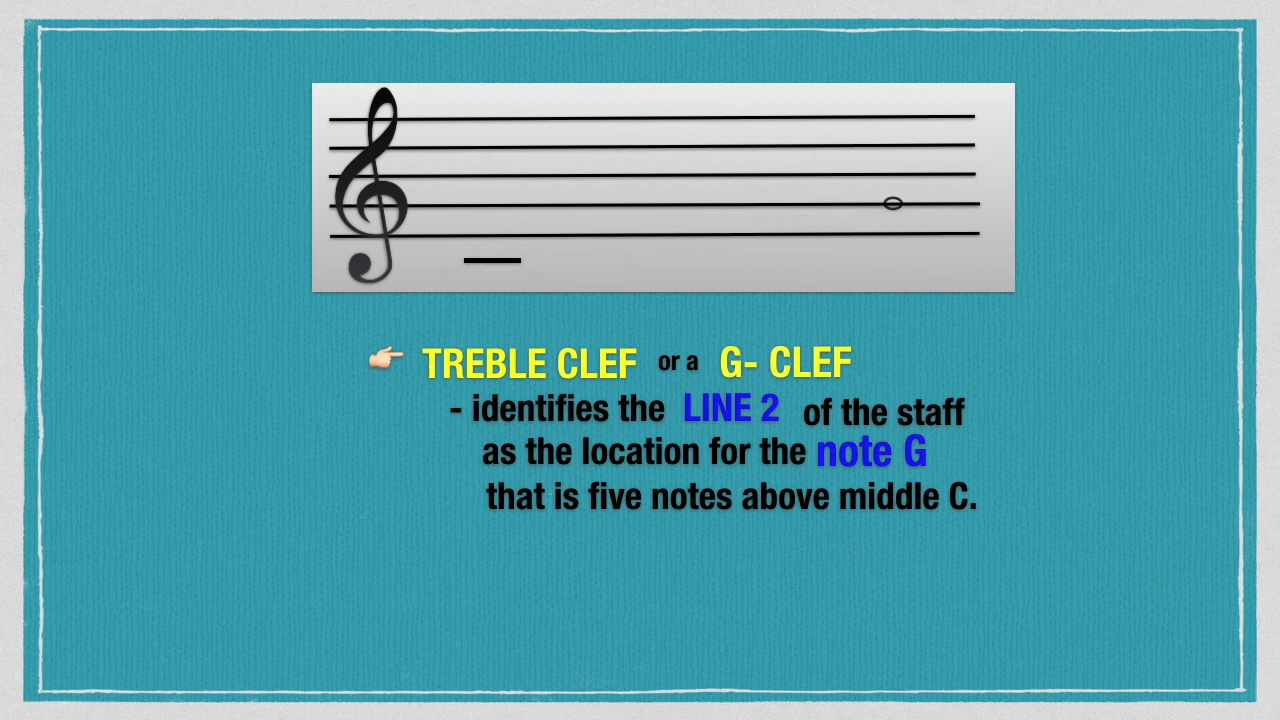 TREBLE CLEF or a G- CLEF
- identifies the LINE 2 of the staff
as the location for the note G
that is five notes above middle C.